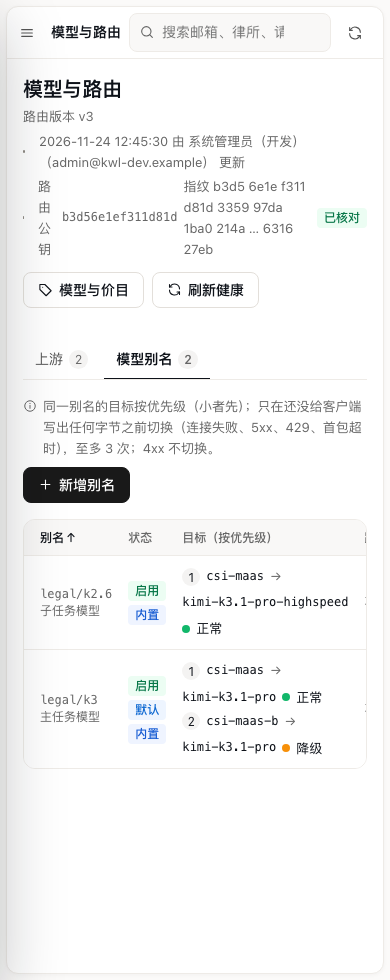 模型与路由
搜索邮箱、律所、请
模型与路由
路由版本 v3
· 2026-11-24 12:45:30 由 系统管理员（开发）
（admin@kwl-dev.example） 更新
· 路由公钥 b3d56e1ef311d81d 指纹 b3d5 6e1e f311
d81d 3359 97da
1ba0 214a … 6316
27eb
已核对
模型与价目 刷新健康
上游 2 模型别名 2
同一别名的目标按优先级（小者先）；只在还没给客户端
写出任何字节之前切换（连接失败、5xx、429、首包超
时），至多 3 次；4xx 不切换。
新增别名
别名↑ 状态 目标（按优先级）
legal/k2.6
子任务模型
启用
内置
1 csi-maas →
kimi-k3.1-pro-highspeed
正常
legal/k3
主任务模型
启用
默认
内置
1 csi-maas →
kimi-k3.1-pro 正常
2 csi-maas-b →
kimi-k3.1-pro 降级